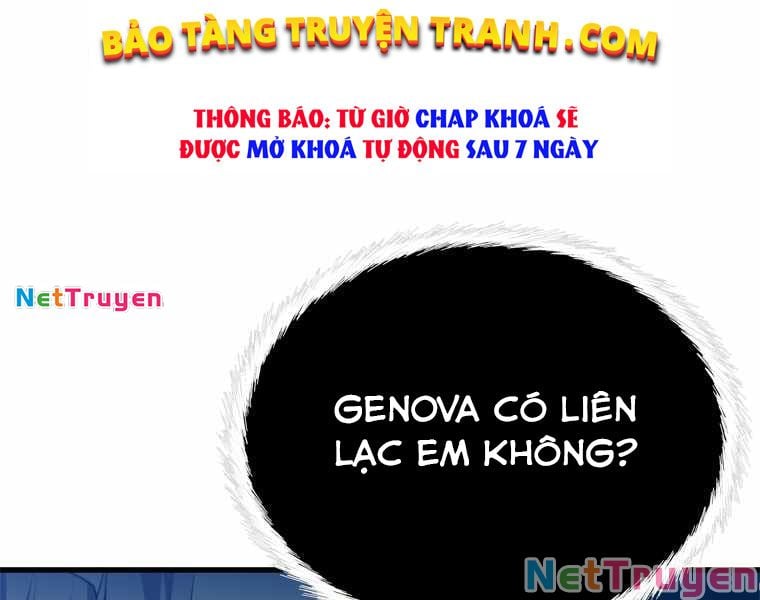 BẢO TÀNG TRUYỆN TRANH.COM
THÔNG BÁO: TỪ GIỜ CHAP KHOÁ SẼ
ĐƯỢC MỞ KHOÁ TỰ ĐỘNG SAU 7 NGÀY
NetTruyen
GENOVA CÓ LIÊN
LẠC EM KHÔNG?
NetTruyen